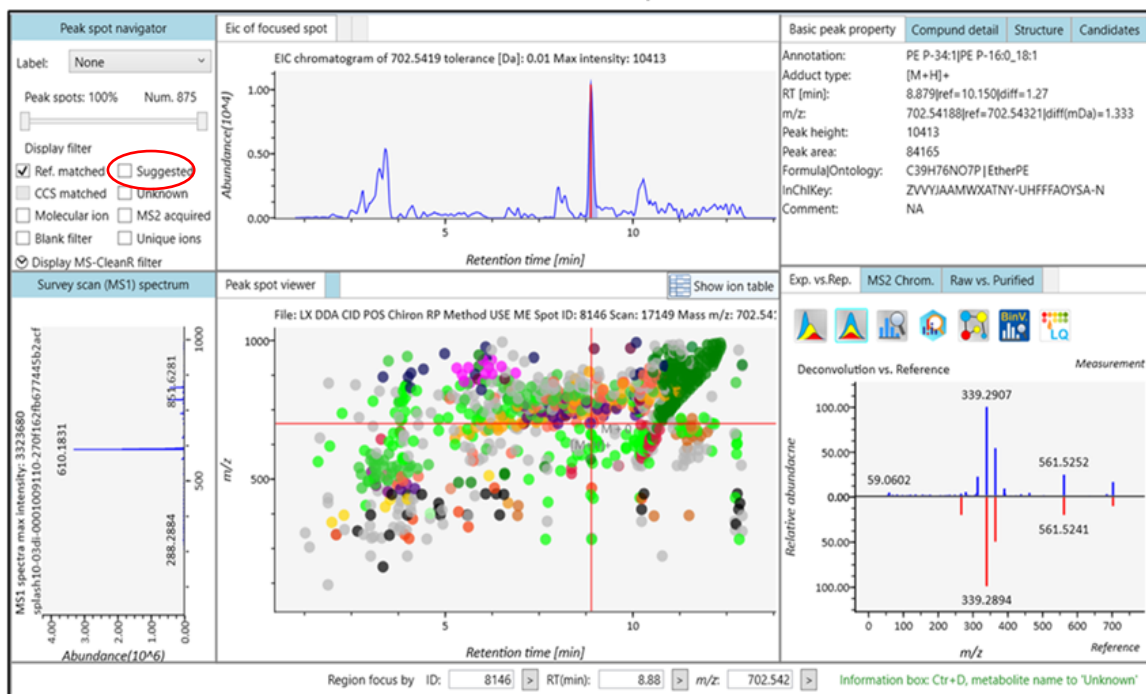 Peak spot navigator
Label: None
Peak spots: 100% Num. 875
Display filter
Ref. matched Suggested
CCS matched Unknown
Molecular ion MS2 acquired
Blank filter Unique ions
Display MS-CleanR filter
Eic of focused spot
EIC chromatogram of 702.5419 tolerance [Da]: 0.01 Max intensity: 10413
Abundance(10^4)
1.00
0.50
0.00
5 10
Retention time [min]
Basic peak property Compund detail Structure Candidates
Annotation: PE P-34:1|PE P-16:0_18:1
Adduct type: [M+H]+
RT [min]: 8.879|ref=10.150|diff=1.27
m/z: 702.54188|ref=702.54321|diff(mDa)=1.333
Peak height: 10413
Peak area: 84165
Formula|Ontology: C39H76NO7P|EtherPE
InChIKey: ZVVYJAAMWXATNY-UHFFFAOYSA-N
Comment: NA
Survey scan (MS1) spectrum
MS1 spectra max intensity: 3323680
splash10-03di-0001009110-270f162fb677445b2acf
610.1831
851.6281
288.2884
1000
500
4.00 3.00 2.00 1.00 0.00
Abundance(10^6)
Peak spot viewer
Show ion table
File: LX DDA CID POS Chiron RP Method USE ME Spot ID: 8146 Scan: 17149 Mass m/z: 702.541
m/z
1000
500
5 10
Retention time [min]
Exp. vs.Rep. MS2 Chrom. Raw vs. Purified
BinV.
LQ
Measurement
Deconvolution vs. Reference
Relative abundacne
339.2907
100.00
50.00
561.5252
59.0602
0.00
561.5241
50.00
100.00
339.2894
0 100 200 300 400 500 600 700
m/z
Reference
Region focus by ID: 8146 > RT(min): 8.88 > m/z: 702.542 >
Information box: Ctr+D, metabolite name to 'Unknown'